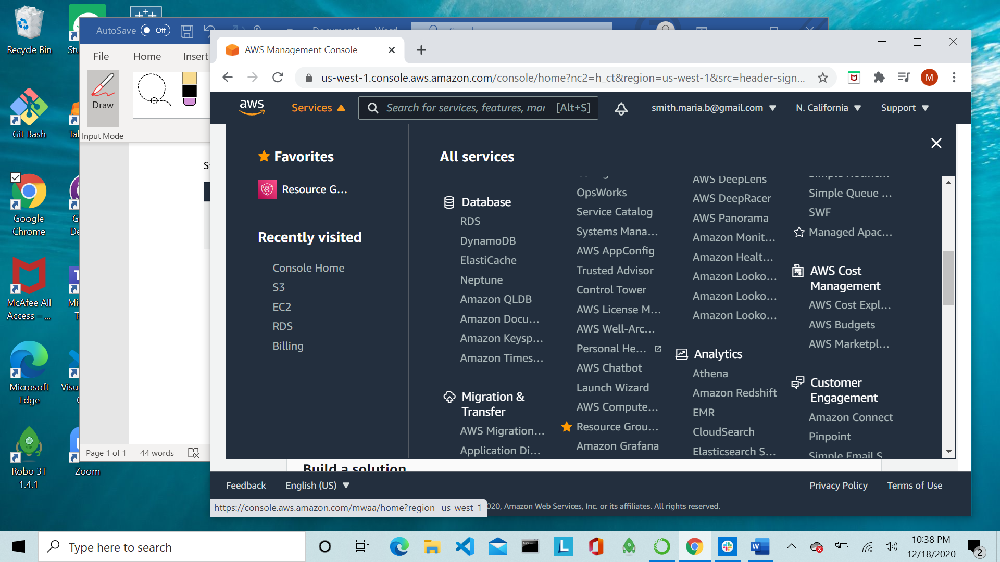 Recycle Bin
Git Bash
Google
Chrome
McAfee All
Access – ...
Microsoft
Edge
Robo 3T
1.4.1
Zoom
AutoSave
Off
File
Home
Insert
Draw
Input Mode
Page 1 of 1
44 words
AWS Management Console
us-west-1.console.aws.amazon.com/console/home?nc2=h_ct&region=us-west-1&src=header-sign...
M
aws
Services
Search for services, features, mar
[Alt+S]
smith.maria.b@gmail.com
N. California
Support
Favorites
Resource G...
Recently visited
Console Home
S3
EC2
RDS
Billing
All services
Database
RDS
DynamoDB
ElastiCache
Neptune
Amazon QLDB
Amazon Docu...
Amazon Keysp...
Amazon Times...
Migration &
Transfer
AWS Migration...
Application Di...
Config
OpsWorks
Service Catalog
Systems Mana...
AWS AppConfig
Trusted Advisor
Control Tower
AWS License M...
AWS Well-Arc...
Personal He...
AWS Chatbot
Launch Wizard
AWS Compute...
Resource Grou...
Amazon Grafana
AWS DeepLens
AWS DeepRacer
AWS Panorama
Amazon Monit...
Amazon Healt...
Amazon Looko...
Amazon Looko...
Amazon Looko...
Analytics
Athena
Amazon Redshift
EMR
CloudSearch
Elasticsearch S...
Simple Notific...
Simple Queue ...
SWF
Managed Apac...
AWS Cost
Management
AWS Cost Expl...
AWS Budgets
AWS Marketpl...
Customer
Engagement
Amazon Connect
Pinpoint
Simple Email S...
Build a solution
Feedback
English (US)
Privacy Policy
Terms of Use
https://console.aws.amazon.com/mwaa/home?region=us-west-1
020, Amazon Web Services, Inc. or its affiliates. All rights reserved.
Type here to search
10:38 PM
12/18/2020
2